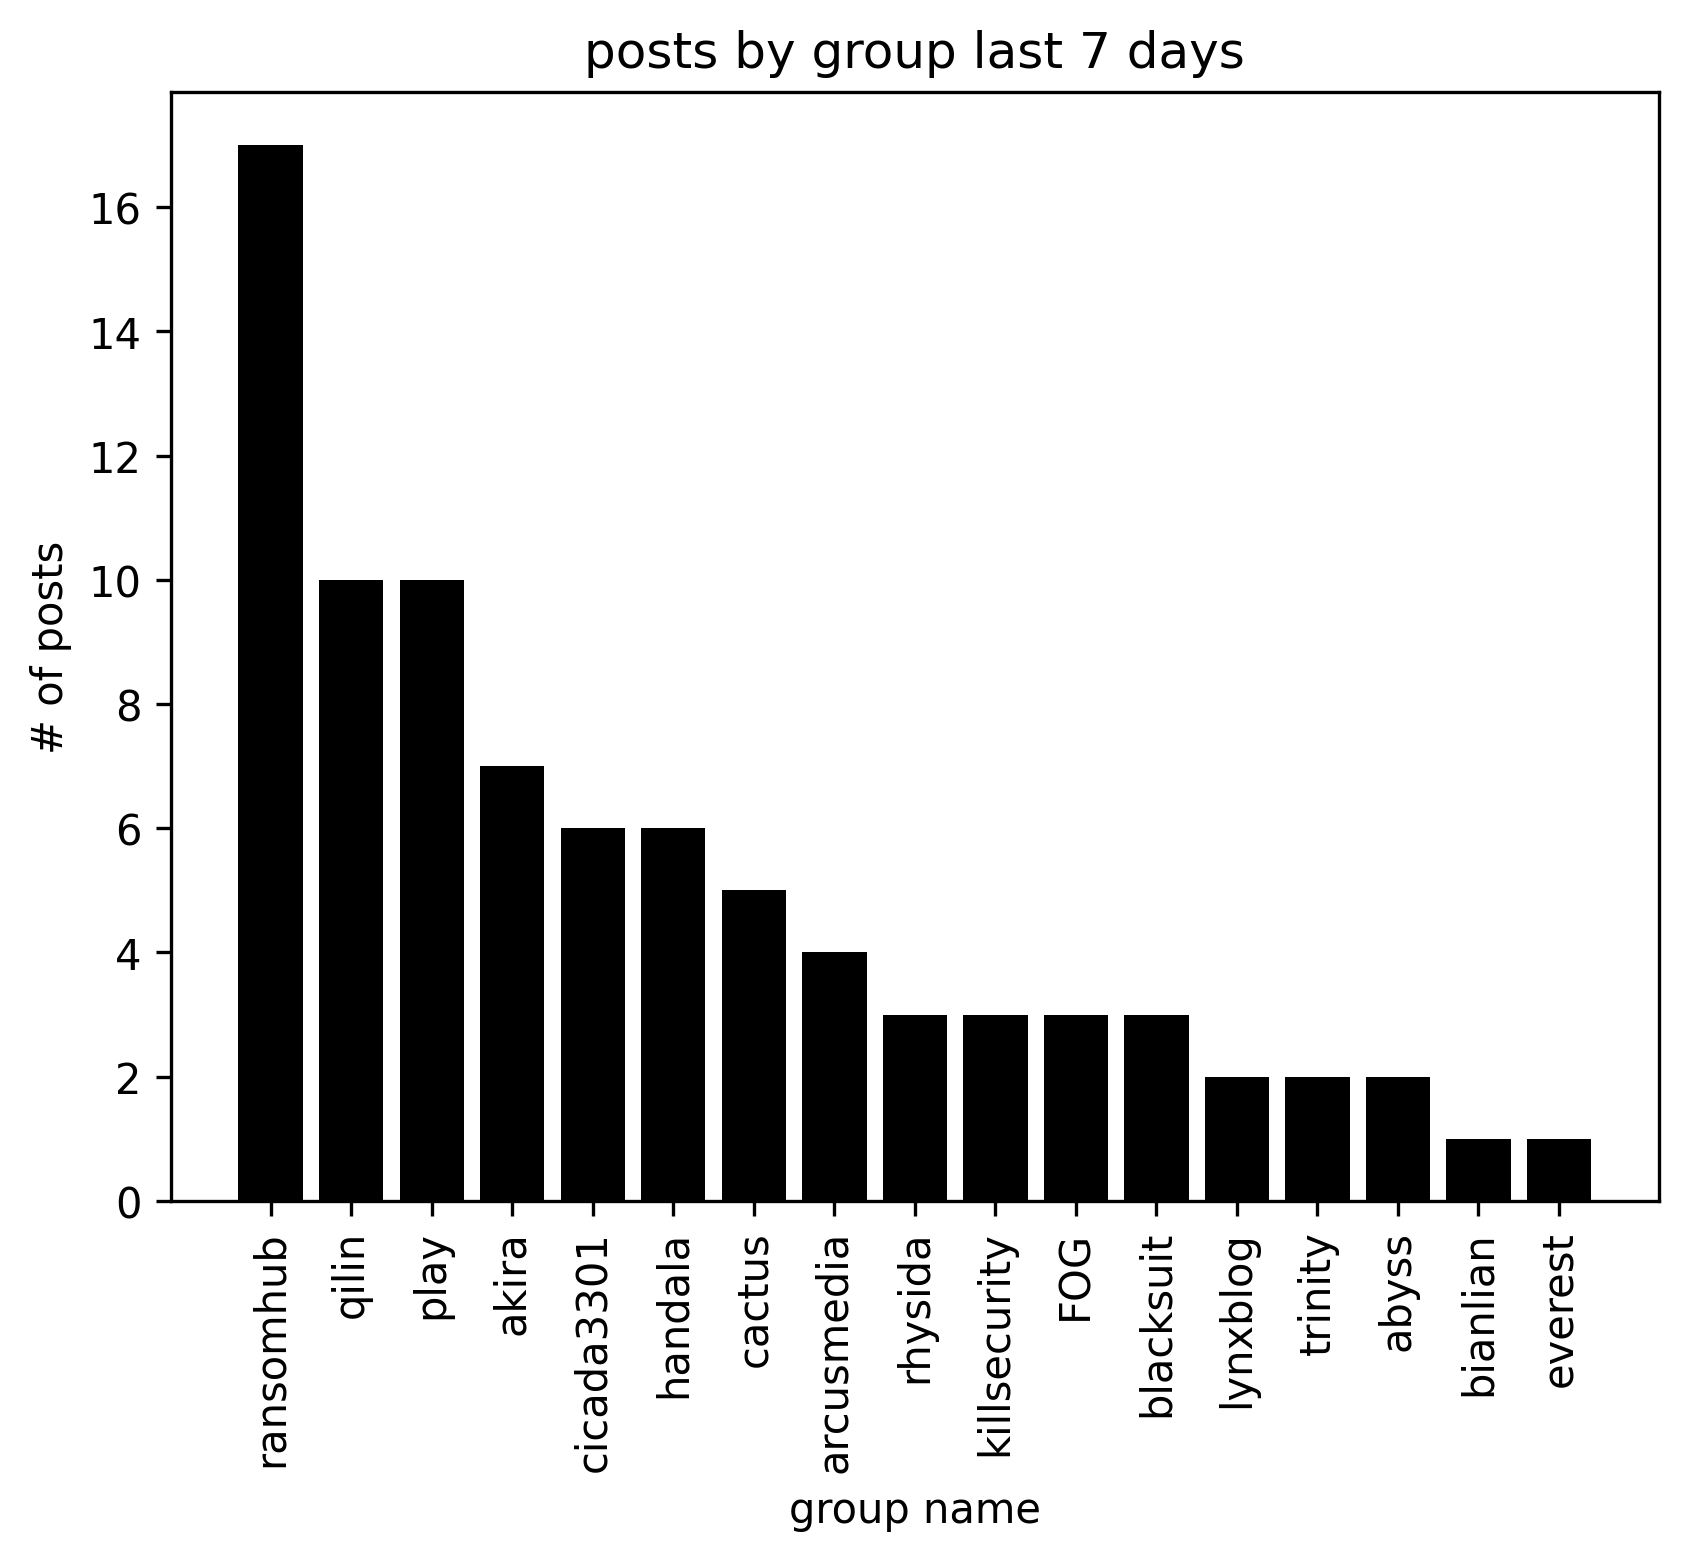 posts by group last 7 days
# of posts
16
14
12
10
8
6
4
2
0
ransomhub
qilin
play
akira
cicada3301
handala
cactus
arcusmedia
rhysida
killsecurity
FOG
blacksuit
lynxblog
trinity
abyss
bianlian
everest
group name